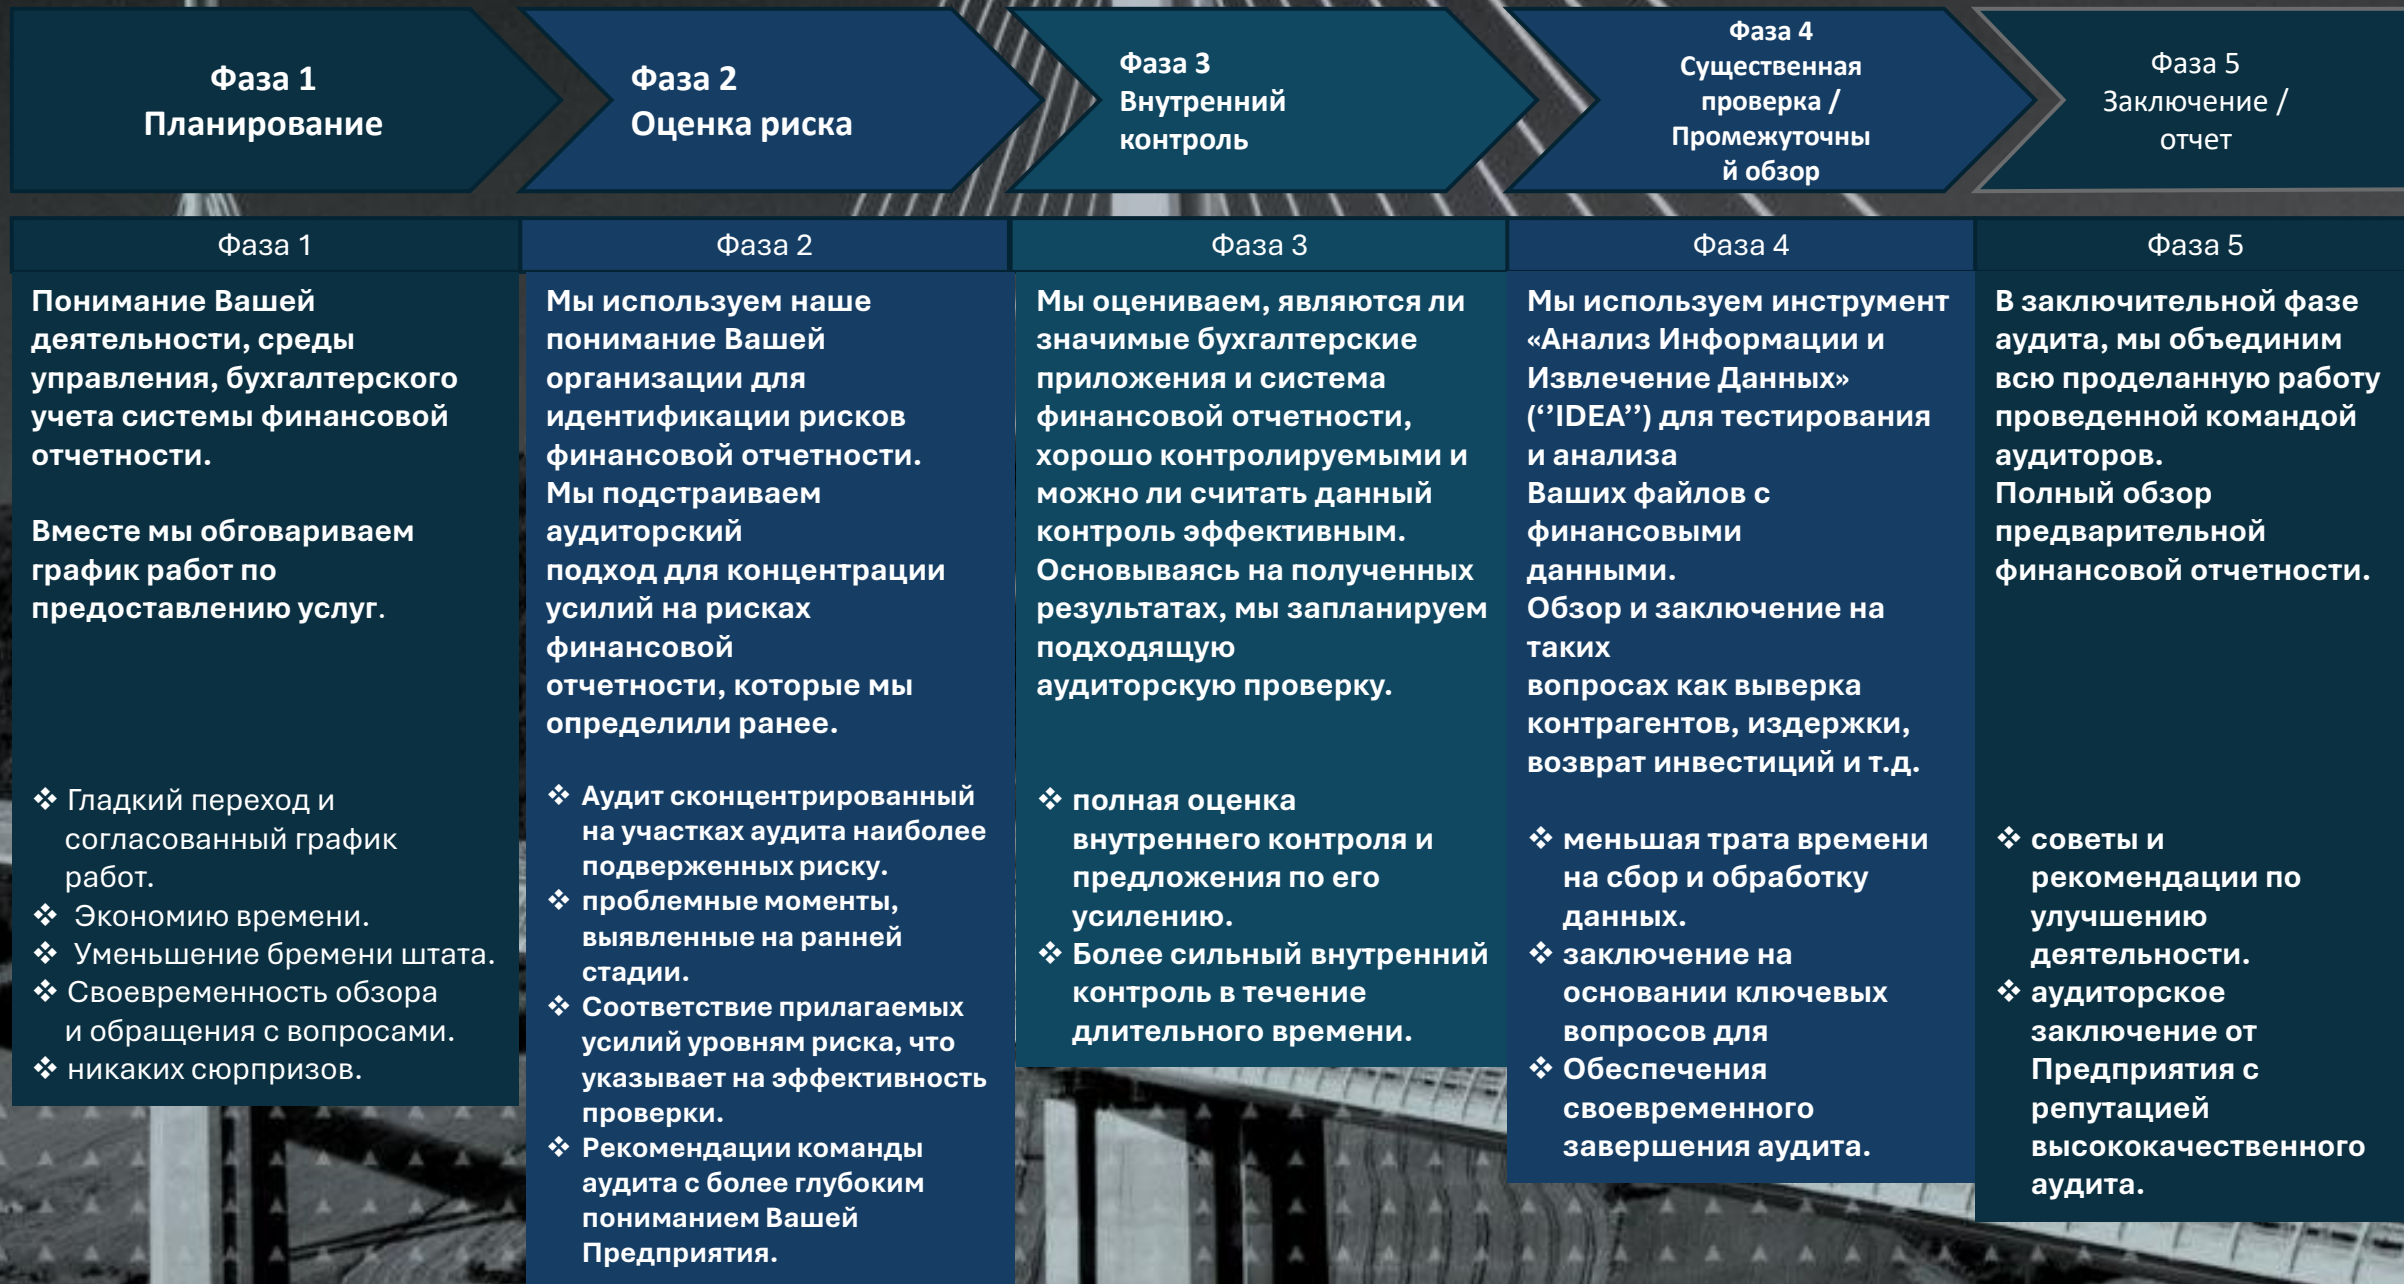 Фаза 1
Планирование
Фаза 2
Оценка риска
Фаза 3
Внутренний
контроль
Фаза 4
Существенная
проверка /
Промежуточны
й обзор
Фаза 5
Заключение /
отчет
Фаза 1
Понимание Вашей
деятельности, среды
управления, бухгалтерского
учета системы финансовой
отчетности.
Вместе мы обговариваем
график работ по
предоставлению услуг.
❖ Гладкий переход и
согласованный график
работ.
❖ Экономию времени.
❖ Уменьшение бремени штата.
❖ Своевременность обзора
и обращения с вопросами.
❖ никаких сюрпризов.
Фаза 2
Мы используем наше
понимание Вашей
организации для
идентификации рисков
финансовой отчетности.
Мы подстраиваем
аудиторский
подход для концентрации
усилий на рисках
финансовой
отчетности, которые мы
определили ранее.
❖ Аудит сконцентрированный
на участках аудита наиболее
подверженных риску.
❖ проблемные моменты,
выявленные на ранней
стадии.
❖ Соответствие прилагаемых
усилий уровням риска, что
указывает на эффективность
проверки.
❖ Рекомендации команды
аудита с более глубоким
пониманием Вашей
Предприятия.
Фаза 3
Мы оцениваем, являются ли
значимые бухгалтерские
приложения и система
финансовой отчетности,
хорошо контролируемыми и
можно ли считать данный
контроль эффективным.
Основываясь на полученных
результатах, мы запланируем
подходящую
аудиторскую проверку.
❖ полная оценка
внутреннего контроля и
предложения по его
усилению.
❖ Более сильный внутренний
контроль в течение
длительного времени.
Фаза 4
Мы используем инструмент
«Анализ Информации и
Извлечение Данных»
(‘’IDEA’’) для тестирования
и анализа
Ваших файлов с
финансовыми
данными.
Обзор и заключение на
таких
вопросах как выверка
контрагентов, издержки,
возврат инвестиций и т.д.
❖ меньшая трата времени
на сбор и обработку
данных.
❖ заключение на
основании ключевых
вопросов для
❖ Обеспечения
своевременного
завершения аудита.
Фаза 5
В заключительной фазе
аудита, мы объединим
всю проделанную работу
проведенной командой
аудиторов.
Полный обзор
предварительной
финансовой отчетности.
❖ советы и
рекомендации по
улучшению
деятельности.
❖ аудиторское
заключение от
Предприятия с
репутацией
высококачественного
аудита.